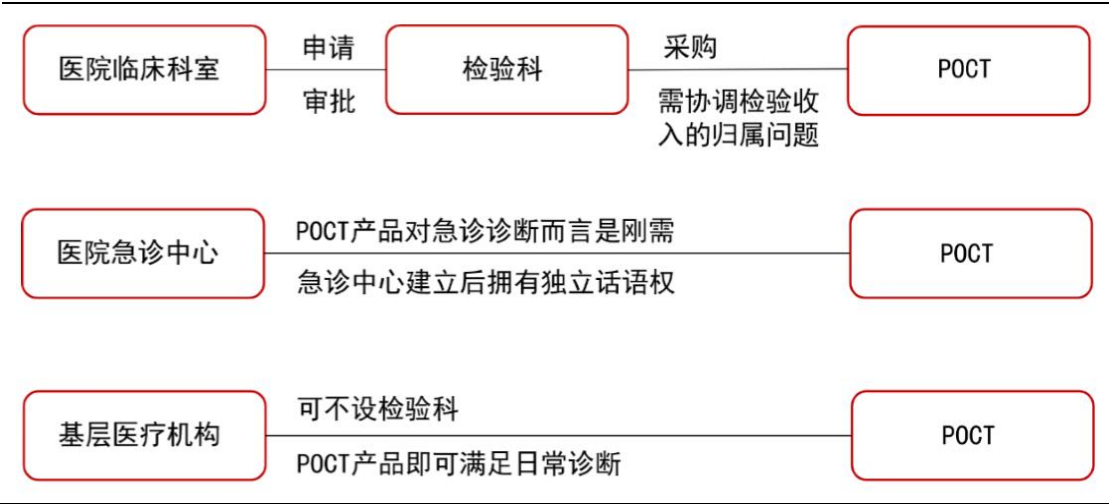 医院临床科室
申请
审批
检验科
采购
需协调检验收
入的归属问题
POCT
医院急诊中心
POCT产品对急诊诊断而言是刚需
急诊中心建立后拥有独立话语权
POCT
基层医疗机构
可不设检验科
POCT产品即可满足日常诊断
POCT